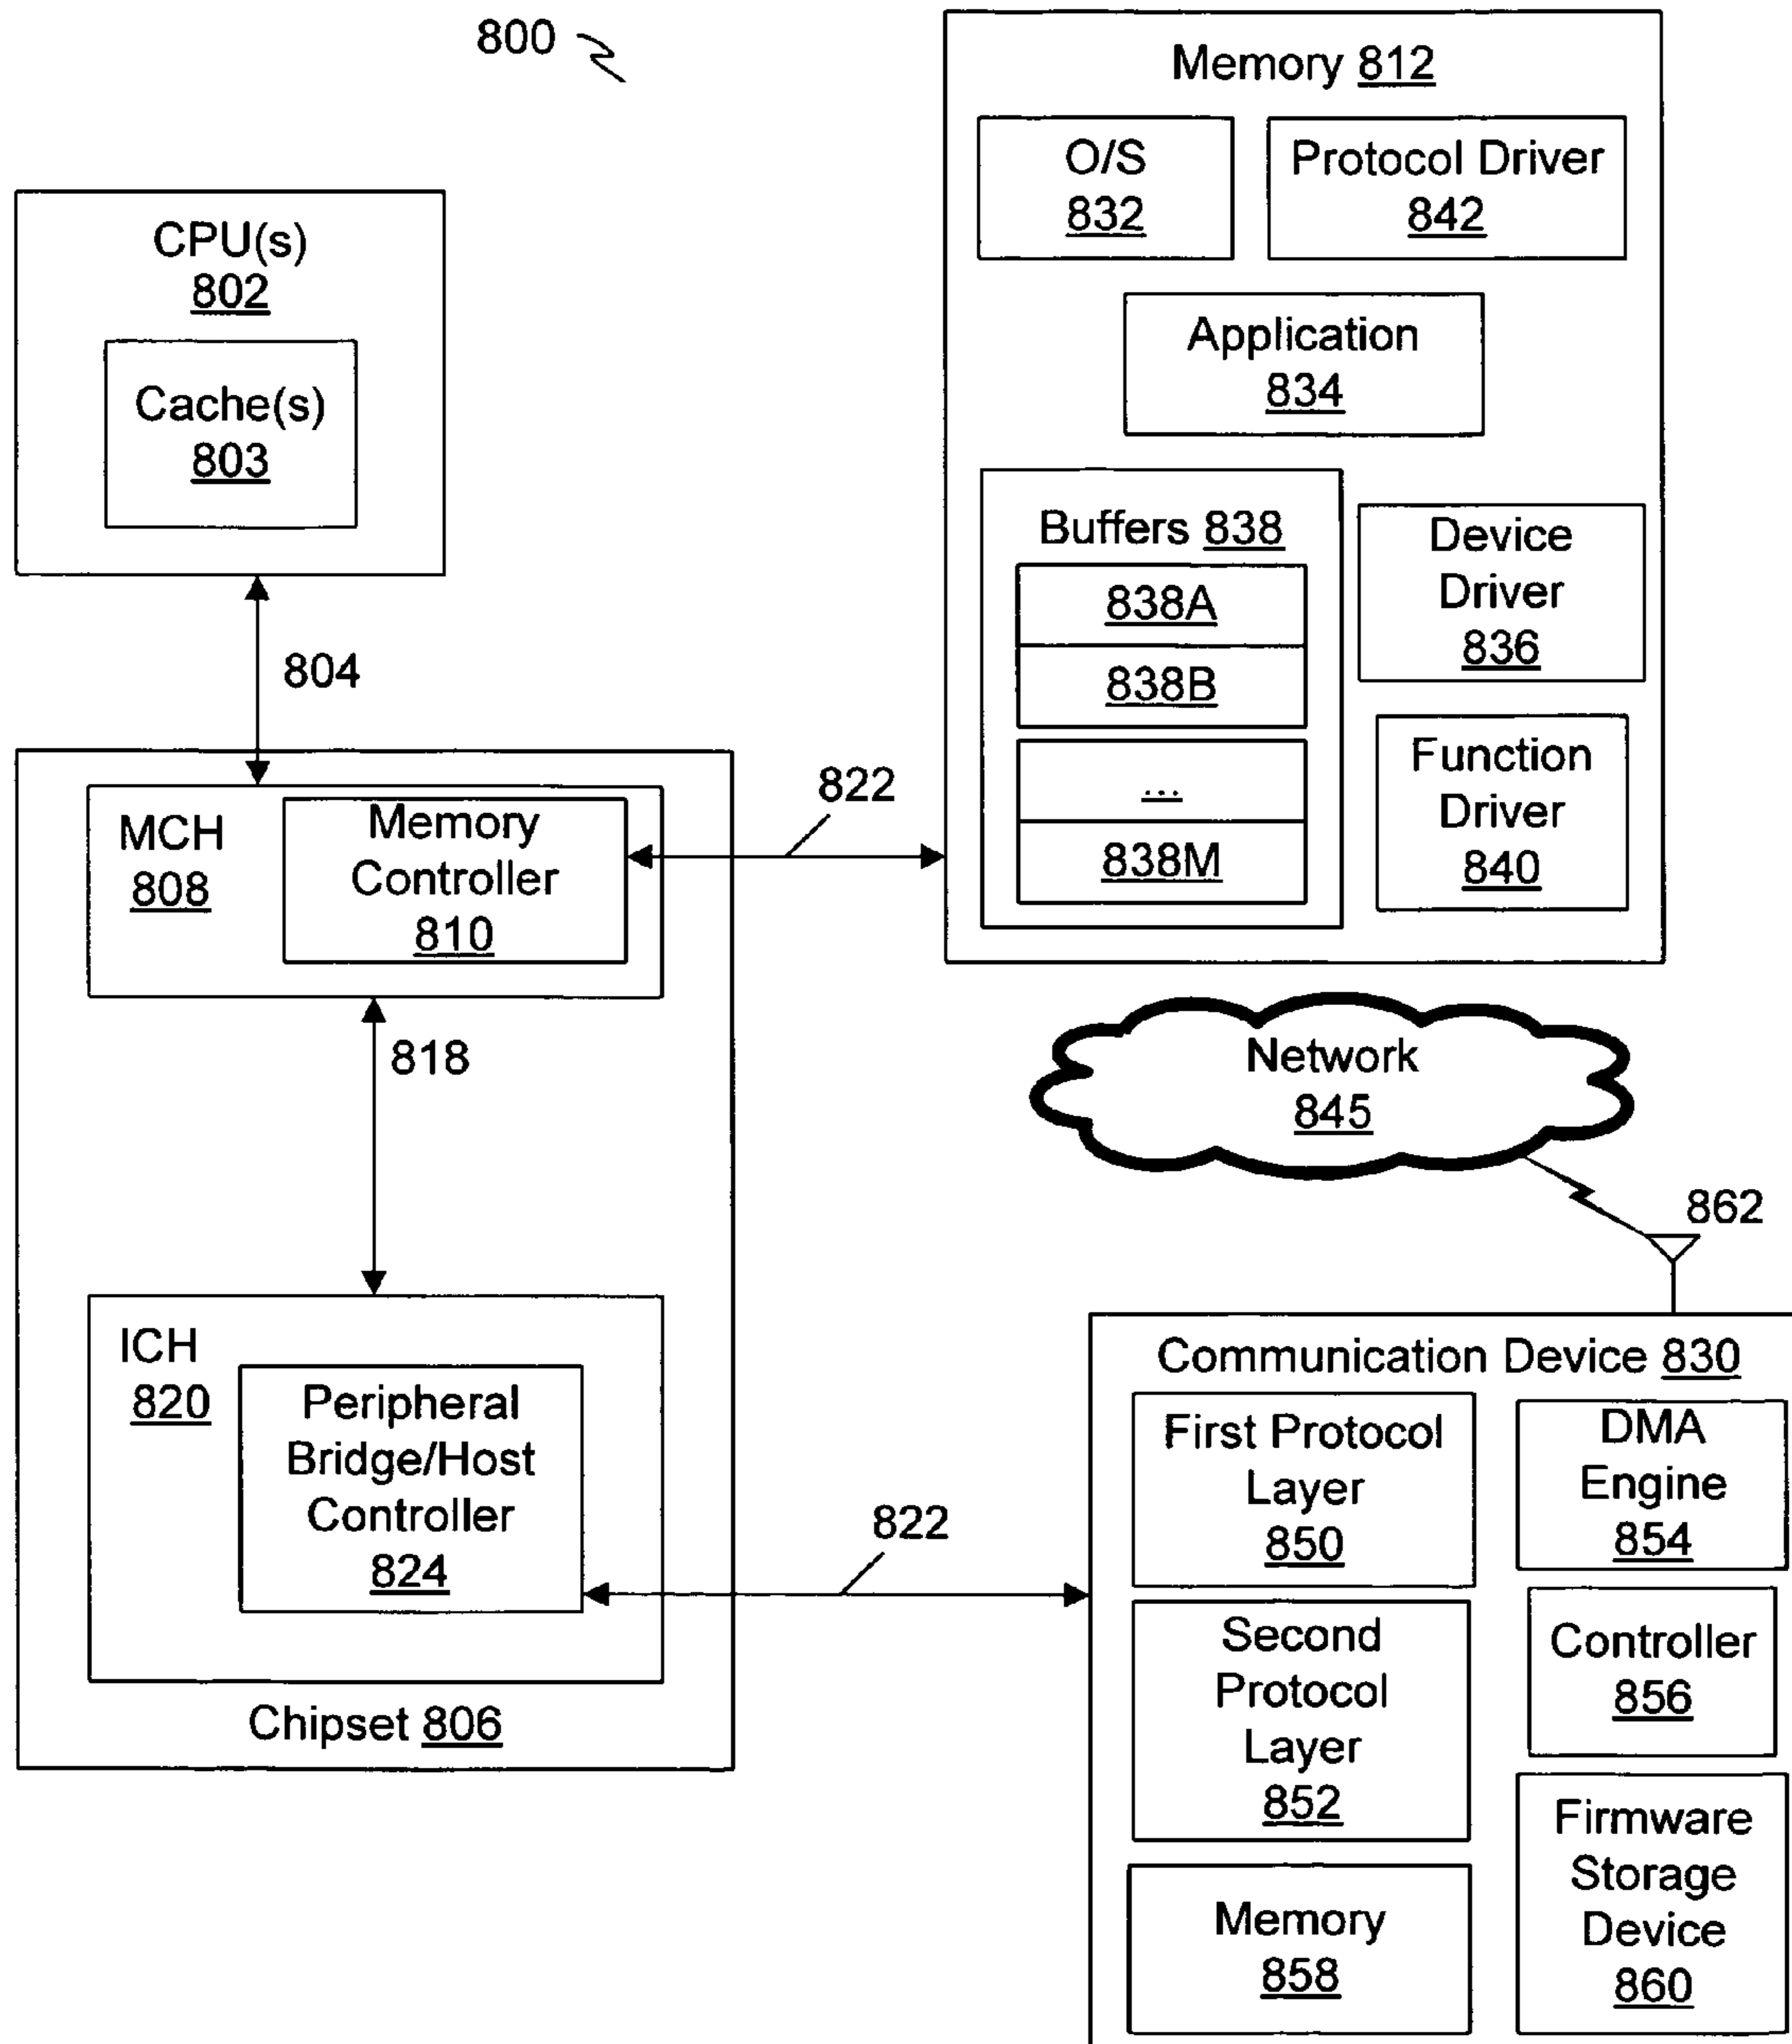 800
Memory 812
O/S
832
Protocol Driver
842
CPU(s)
802
Cache(s)
803
Application
834
Buffers 838
838A
838B
...
838M
Device
Driver
836
Function
Driver
840
804
MCH
808
Memory
Controller
810
822
818
Network
845
862
ICH
820
Peripheral
Bridge/Host
Controller
824
822
Chipset 806
Communication Device 830
First Protocol
Layer
850
DMA
Engine
854
Second
Protocol
Layer
852
Controller
856
Memory
858
Firmware
Storage
Device
860